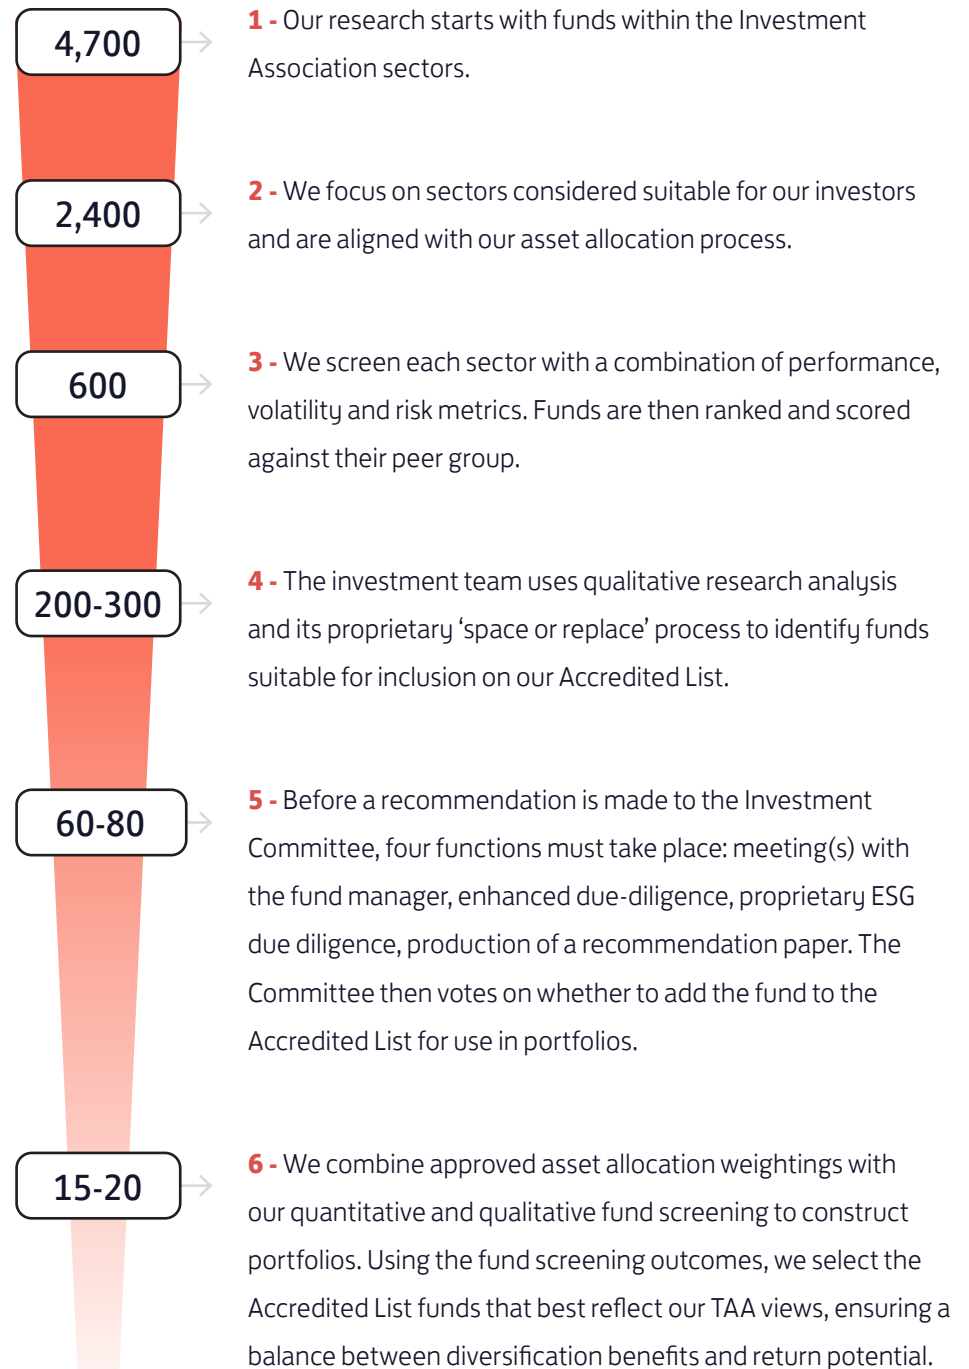 4,700
1 - Our research starts with funds within the Investment
Association sectors.
2,400
2 - We focus on sectors considered suitable for our investors
and are aligned with our asset allocation process.
600
3 - We screen each sector with a combination of performance,
volatility and risk metrics. Funds are then ranked and scored
against their peer group.
200-300
4 - The investment team uses qualitative research analysis
and its proprietary ‘space or replace’ process to identify funds
suitable for inclusion on our Accredited List.
60-80
5 - Before a recommendation is made to the Investment
Committee, four functions must take place: meeting(s) with
the fund manager, enhanced due-diligence, proprietary ESG
due diligence, production of a recommendation paper. The
Committee then votes on whether to add the fund to the
Accredited List for use in portfolios.
15-20
6 - We combine approved asset allocation weightings with
our quantitative and qualitative fund screening to construct
portfolios. Using the fund screening outcomes, we select the
Accredited List funds that best reflect our TAA views, ensuring a
balance between diversification benefits and return potential.